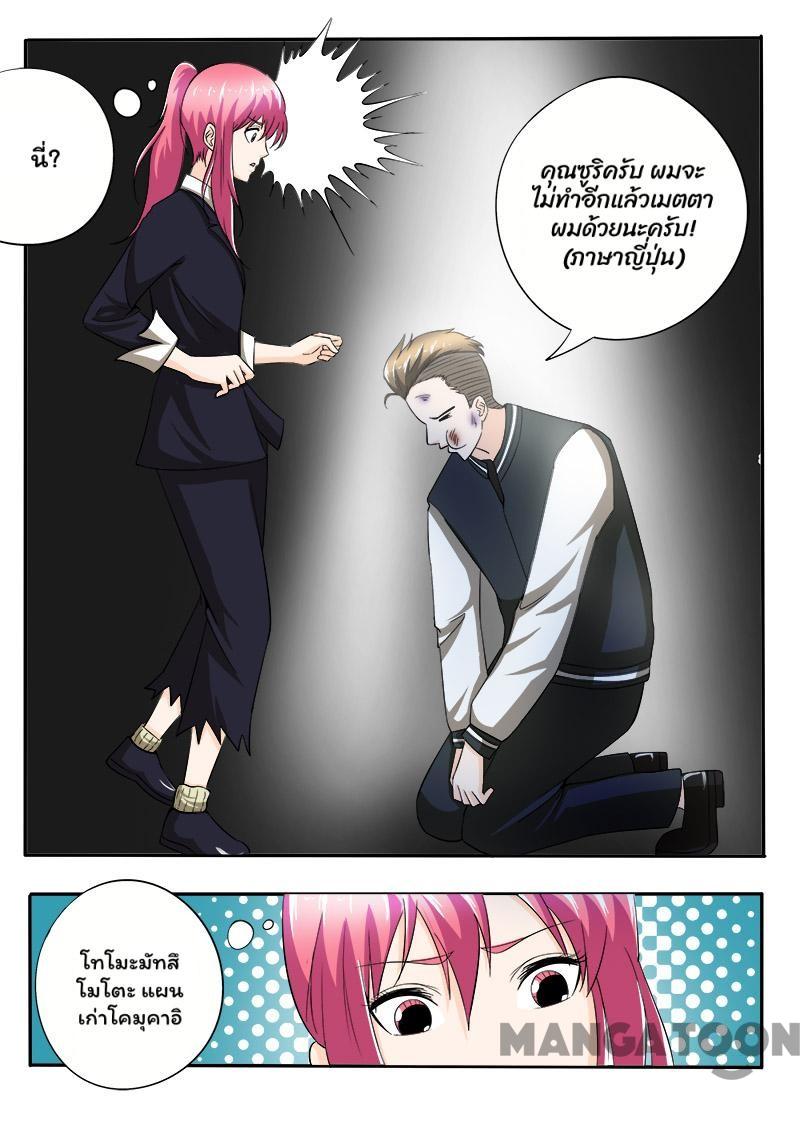 นี่?
คุณซูริครับ ผมจะ
ไม่ทำอีกแล้วเมตตา
ผมด้วยนะครับ!
(ภาษาญี่ปุ่น)
โทโมะมัทสึ
โมโตะ แผน
เก่าโคมุคาอิ
MANGATOON